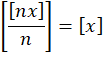 [[nx]/n] = [x]